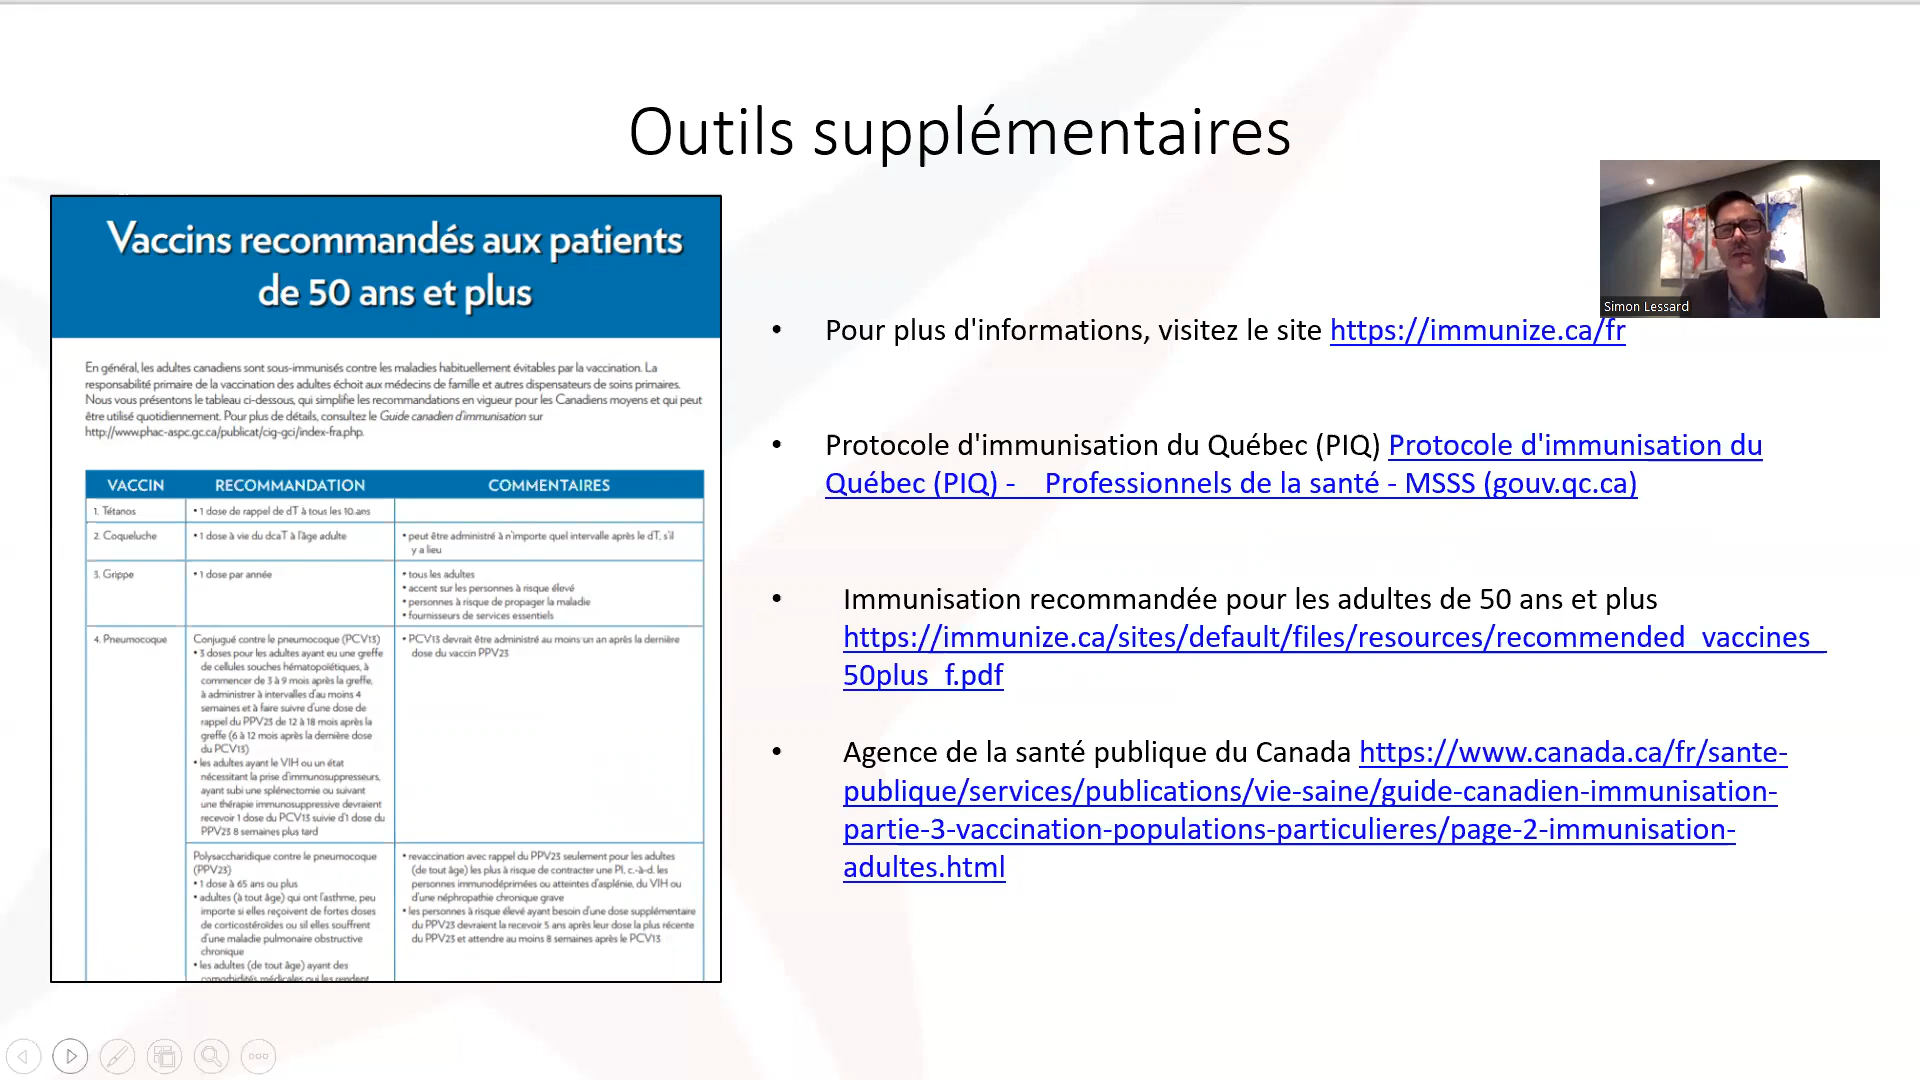 Outils supplémentaires
Vaccins recommandés aux patients
de 50 ans et plus
En général, les adultes canadiens sont sous-immunisés contre les maladies habituellement évitables par la vaccination. La
responsabilité primaire de la vaccination des adultes échoit aux médecins de famille et autres dispensateurs de soins primaires.
Nous vous présentons le tableau ci-dessous, qui simplifie les recommandations en vigueur pour les Canadiens moyens et qui peut
être utilisé quotidiennement. Pour plus de détails, consultez le Guide canadien d'immunisation sur
http://www.phac-aspc.gc.ca/publicat/cig-gci/index-fra.php.
VACCIN RECOMMANDATION COMMENTAIRES
1. Tétanos • 1 dose de rappel de dT à tous les 10 ans
2. Coqueluche • 1 dose à vie du dcaT à l'âge adulte • peut être administré à n'importe quel intervalle après le dT, s'il
y a lieu
3. Grippe • 1 dose par année • tous les adultes
• accent sur les personnes à risque élevé
• personnes à risque de propager la maladie
• fournisseurs de services essentiels
4. Pneumocoque Conjugué contre le pneumocoque (PCV13)
• 3 doses pour les adultes ayant eu une greffe
de cellules souches hématopoïétiques, à
commencer de 3 à 9 mois après la greffe,
à administrer à intervalles d'au moins 4
semaines et à faire suivre d'une dose de
rappel du PPV23 de 12 à 18 mois après la
greffe (6 à 12 mois après la dernière dose
du PCV13)
• les adultes ayant le VIH ou un état
nécessitant la prise d'immunosuppresseurs,
ayant subi une splénectomie ou suivant
une thérapie immunosuppressive devraient
recevoir 1 dose du PCV13 suivie d'1 dose du
PPV23 8 semaines plus tard
• PCV13 devrait être administré au moins un an après la dernière
dose du vaccin PPV23
Polysaccharidique contre le pneumocoque
(PPV23)
• 1 dose à 65 ans ou plus
• adultes (à tout âge) qui ont l'asthme, peu
importe si elles reçoivent de fortes doses
de corticostéroïdes ou si elles souffrent
d'une maladie pulmonaire obstructive
chronique
• les adultes (de tout âge) ayant des
comorbidités médicales qui les rendent
• revaccination avec rappel du PPV23 seulement pour les adultes
(de tout âge) les plus à risque de contracter une PI, c.-à-d. les
personnes immunodéprimées ou atteintes d'asplénie, du VIH ou
d'une néphropathie chronique grave
• les personnes à risque élevé ayant besoin d'une dose supplémentaire
du PPV23 devraient la recevoir 5 ans après leur dose la plus récente
du PPV23 et attendre au moins 8 semaines après le PCV13
Simon Lessard
• Pour plus d'informations, visitez le site https://immunize.ca/fr
• Protocole d'immunisation du Québec (PIQ) Protocole d'immunisation du
Québec (PIQ) - Professionnels de la santé - MSSS (gouv.qc.ca)
• Immunisation recommandée pour les adultes de 50 ans et plus
https://immunize.ca/sites/default/files/resources/recommended_vaccines_
50plus_f.pdf
• Agence de la santé publique du Canada https://www.canada.ca/fr/sante-
publique/services/publications/vie-saine/guide-canadien-immunisation-
partie-3-vaccination-populations-particulieres/page-2-immunisation-
adultes.html